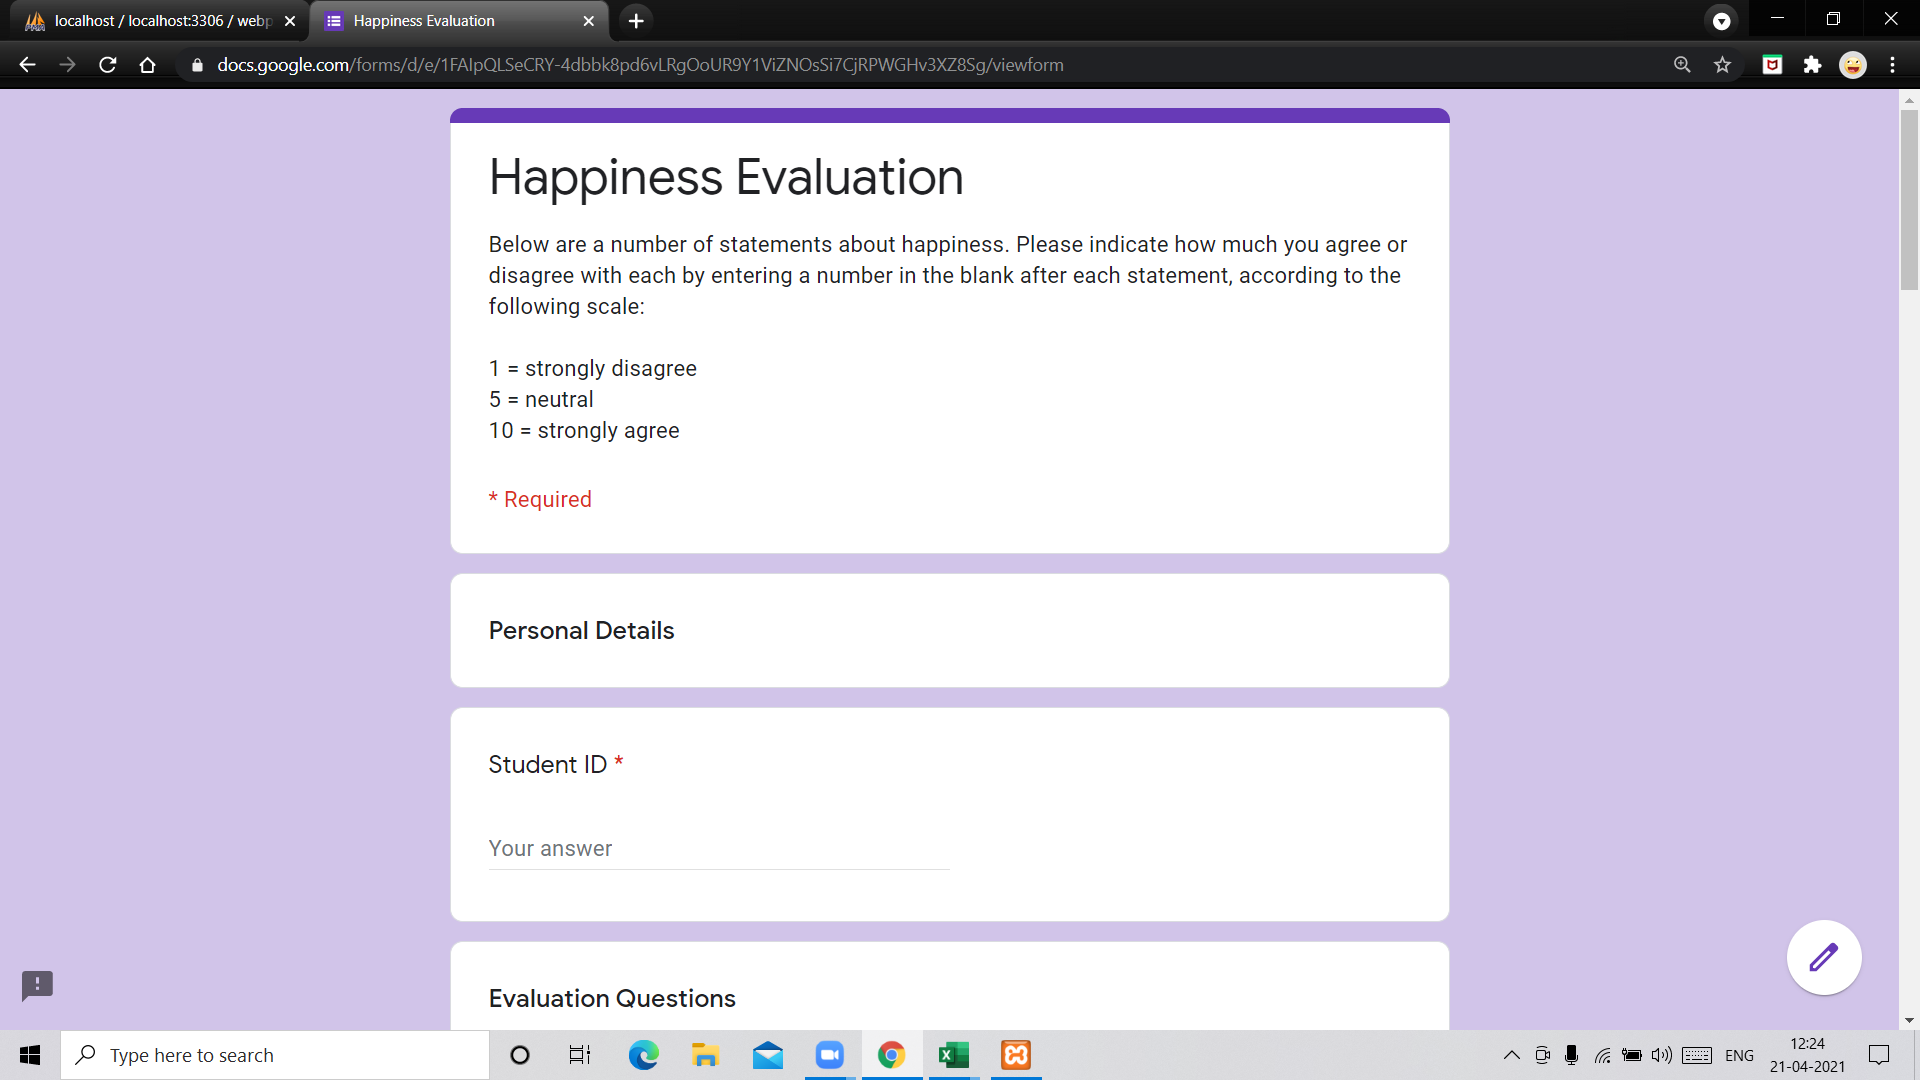 localhost / localhost:3306 / webp
Happiness Evaluation
docs.google.com/forms/d/e/1FAIpQLSeCRY-4dbbk8pd6vLRgOoUR9Y1ViZNOsSi7CjRPWGHv3XZ8Sg/viewform
Happiness Evaluation
Below are a number of statements about happiness. Please indicate how much you agree or
disagree with each by entering a number in the blank after each statement, according to the
following scale:
1 = strongly disagree
5 = neutral
10 = strongly agree
* Required
Personal Details
Student ID *
Your answer
Evaluation Questions
Type here to search
ENG
12:24
21-04-2021